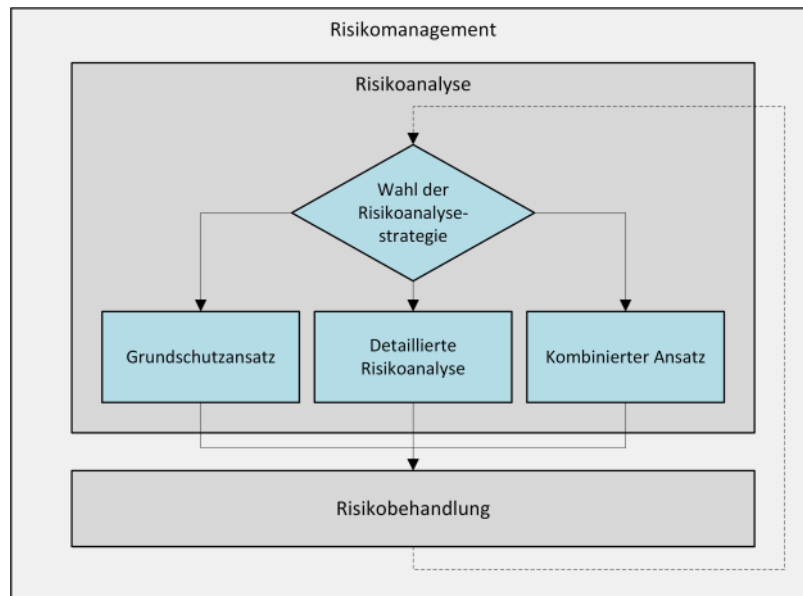 Risikomanagement
Risikoanalyse
Wahl der
Risikoanalyse-
strategie
Grundschutzansatz
Detaillierte
Risikoanalyse
Kombinierter Ansatz
Risikobehandlung